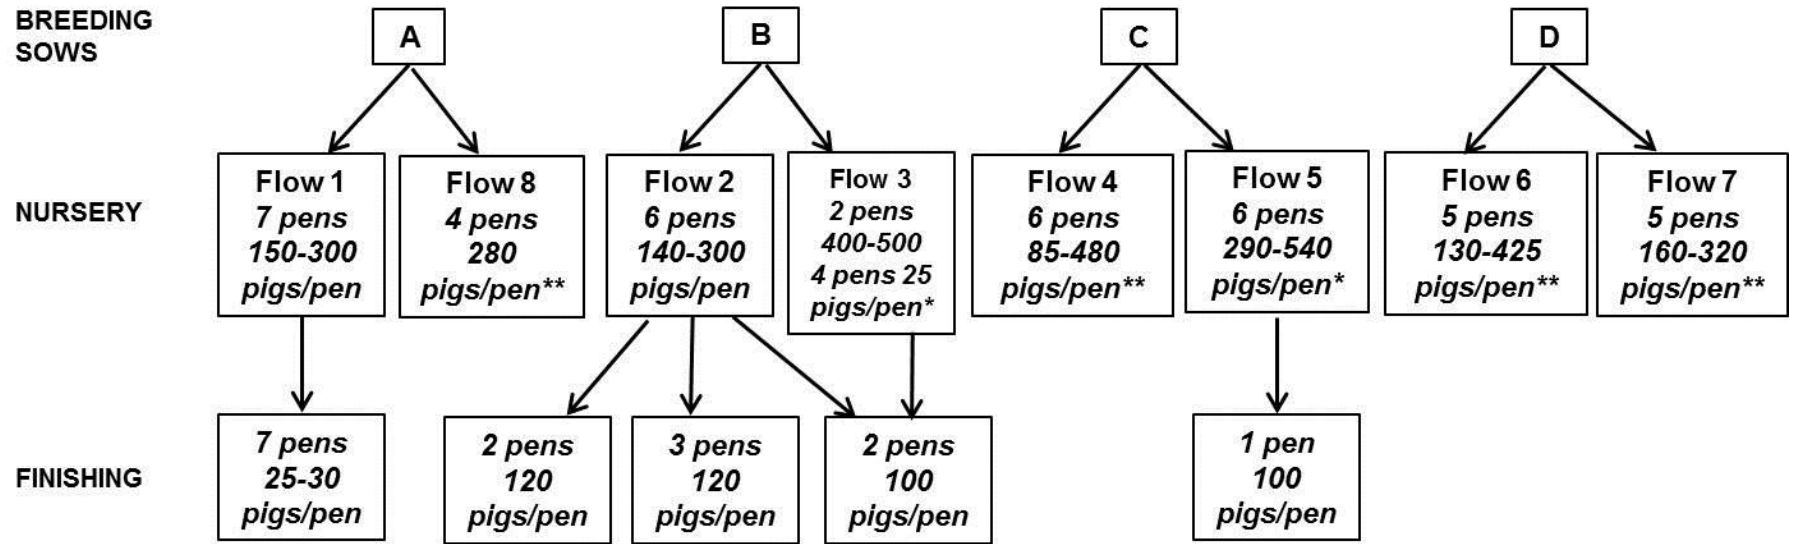 BREEDING
SOWS
A
B
C
D
NURSERY
Flow 1
7 pens
150-300
pigs/pen
Flow 8
4 pens
280
pigs/pen**
Flow 2
6 pens
140-300
pigs/pen
Flow 3
2 pens
400-500
4 pens 25
pigs/pen*
Flow 4
6 pens
85-480
pigs/pen**
Flow 5
6 pens
290-540
pigs/pen*
Flow 6
5 pens
130-425
pigs/pen**
Flow 7
5 pens
160-320
pigs/pen**
FINISHING
7 pens
25-30
pigs/pen
2 pens
120
pigs/pen
3 pens
120
pigs/pen
2 pens
100
pigs/pen
1 pen
100
pigs/pen